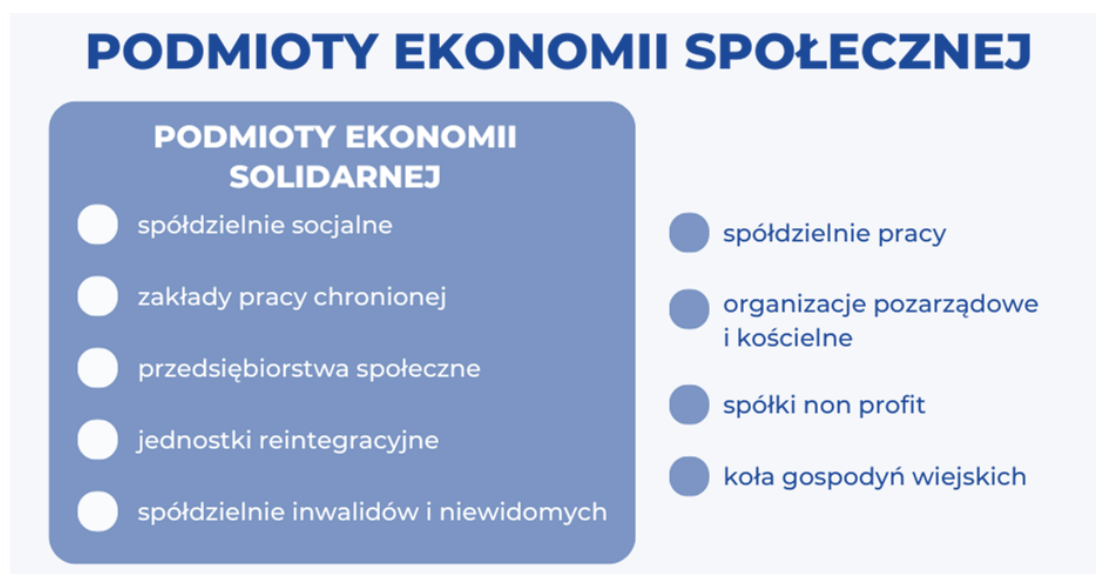 PODMIOTY EKONOMII SPOŁECZNEJ
PODMIOTY EKONOMII
SOLIDARNEJ
spółdzielnie socjalne
zakłady pracy chronionej
przedsiębiorstwa społeczne
jednostki reintegracyjne
spółdzielnie inwalidów i niewidomych
spółdzielnie pracy
organizacje pozarządowe
i kościelne
spółki non profit
koła gospodyń wiejskich